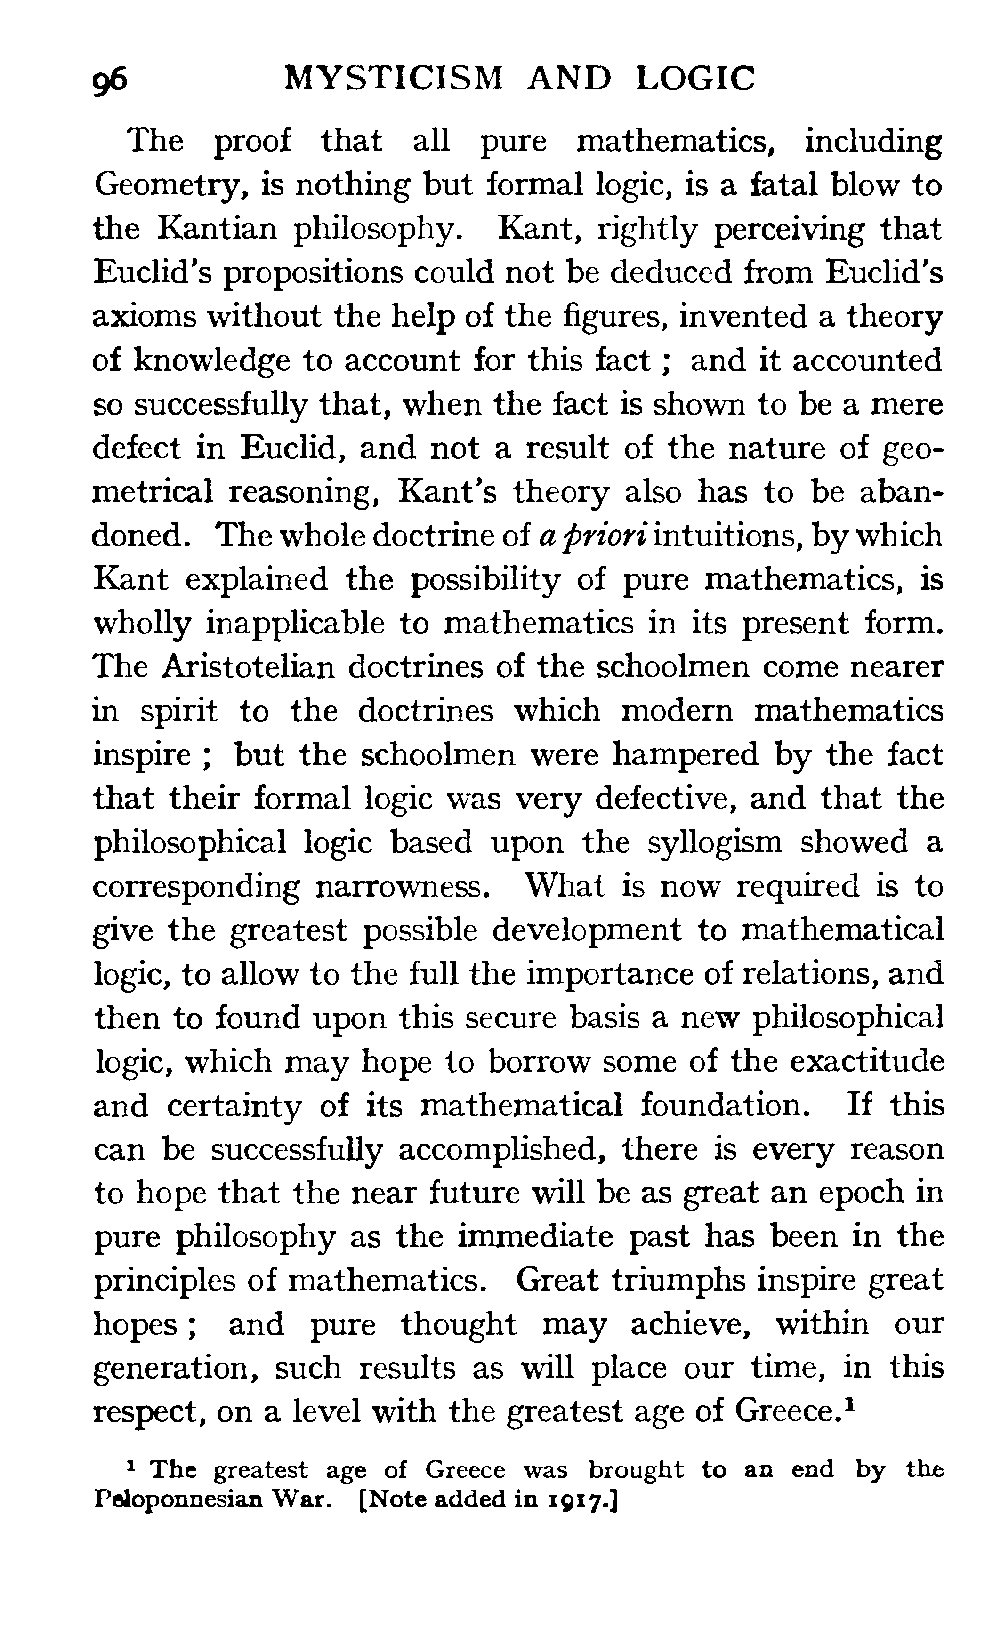 96 MYSTICISM AND LOGIC
The proof that all pure mathematics, including
Geometry, is nothing but formal logic, is a fatal blow to
the Kantian philosophy. Kant, rightly perceiving that
Euclid's propositions could not be deduced from Euclid's
axioms without the help of the figures, invented a theory
of knowledge to account for this fact ; and it accounted
so successfully that, when the fact is shown to be a mere
defect in Euclid, and not a result of the nature of geo-
metrical reasoning, Kant's theory also has to be aban-
doned. The whole doctrine of a priori intuitions, by which
Kant explained the possibility of pure mathematics, is
wholly inapplicable to mathematics in its present form.
The Aristotelian doctrines of the schoolmen come nearer
in spirit to the doctrines which modern mathematics
inspire ; but the schoolmen were hampered by the fact
that their formal logic was very defective, and that the
philosophical logic based upon the syllogism showed a
corresponding narrowness. What is now required is to
give the greatest possible development to mathematical
logic, to allow to the full the importance of relations, and
then to found upon this secure basis a new philosophical
logic, which may hope to borrow some of the exactitude
and certainty of its mathematical foundation. If this
can be successfully accomplished, there is every reason
to hope that the near future will be as great an epoch in
pure philosophy as the immediate past has been in the
principles of mathematics. Great triumphs inspire great
hopes ; and pure thought may achieve, within our
generation, such results as will place our time, in this
respect, on a level with the greatest age of Greece.¹
¹ The greatest age of Greece was brought to an end by the
Peloponnesian War. [Note added in 1917.]